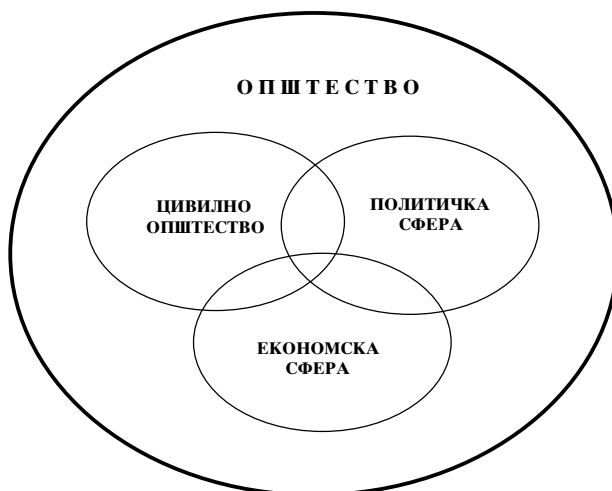 О П Ш Т Е С Т В О
ЦИВИЛНО
ОПШТЕСТВО
ПОЛИТИЧКА
СФЕРА
ЕКОНОМСКА
СФЕРА